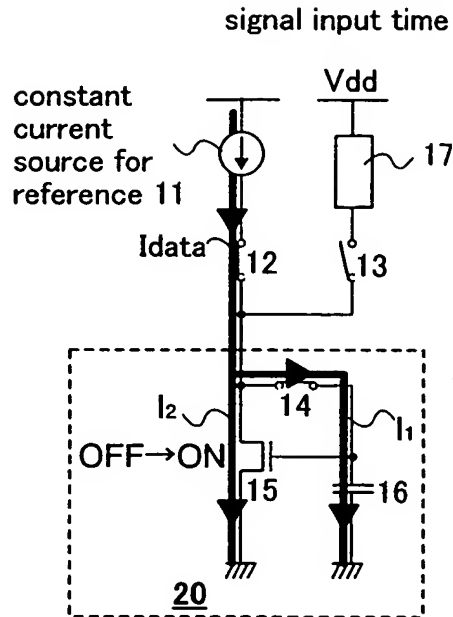 signal input time
Vdd
constant
current
source for
reference 11
17
Idata
12
13
14
I₂
I₁
OFF→ON
15
16
20